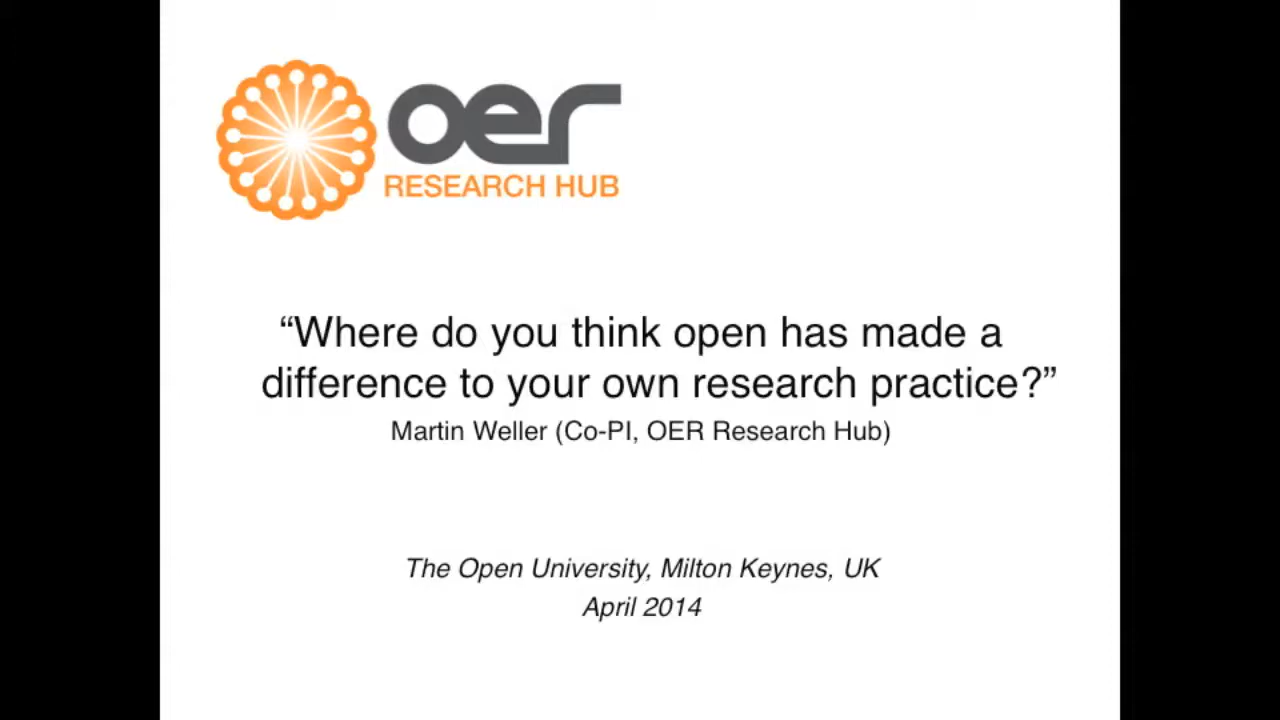 oer
RESEARCH HUB
“Where do you think open has made a
difference to your own research practice?”
Martin Weller (Co-PI, OER Research Hub)
The Open University, Milton Keynes, UK
April 2014